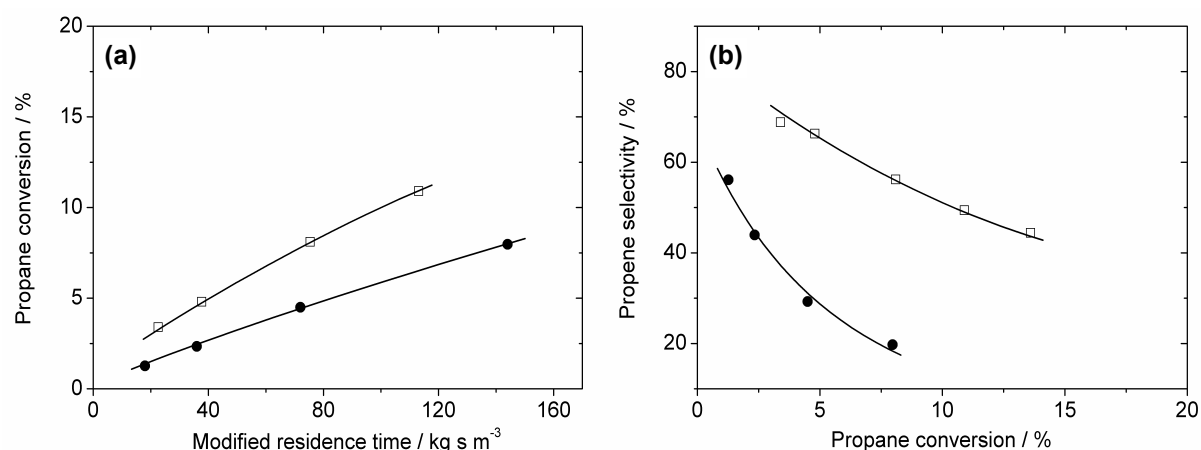 (a)
Propane conversion / %
20
15
10
5
0
0 40 80 120 160
Modified residence time / kg s m⁻³
(b)
Propene selectivity / %
80
60
40
20
0 5 10 15 20
Propane conversion / %